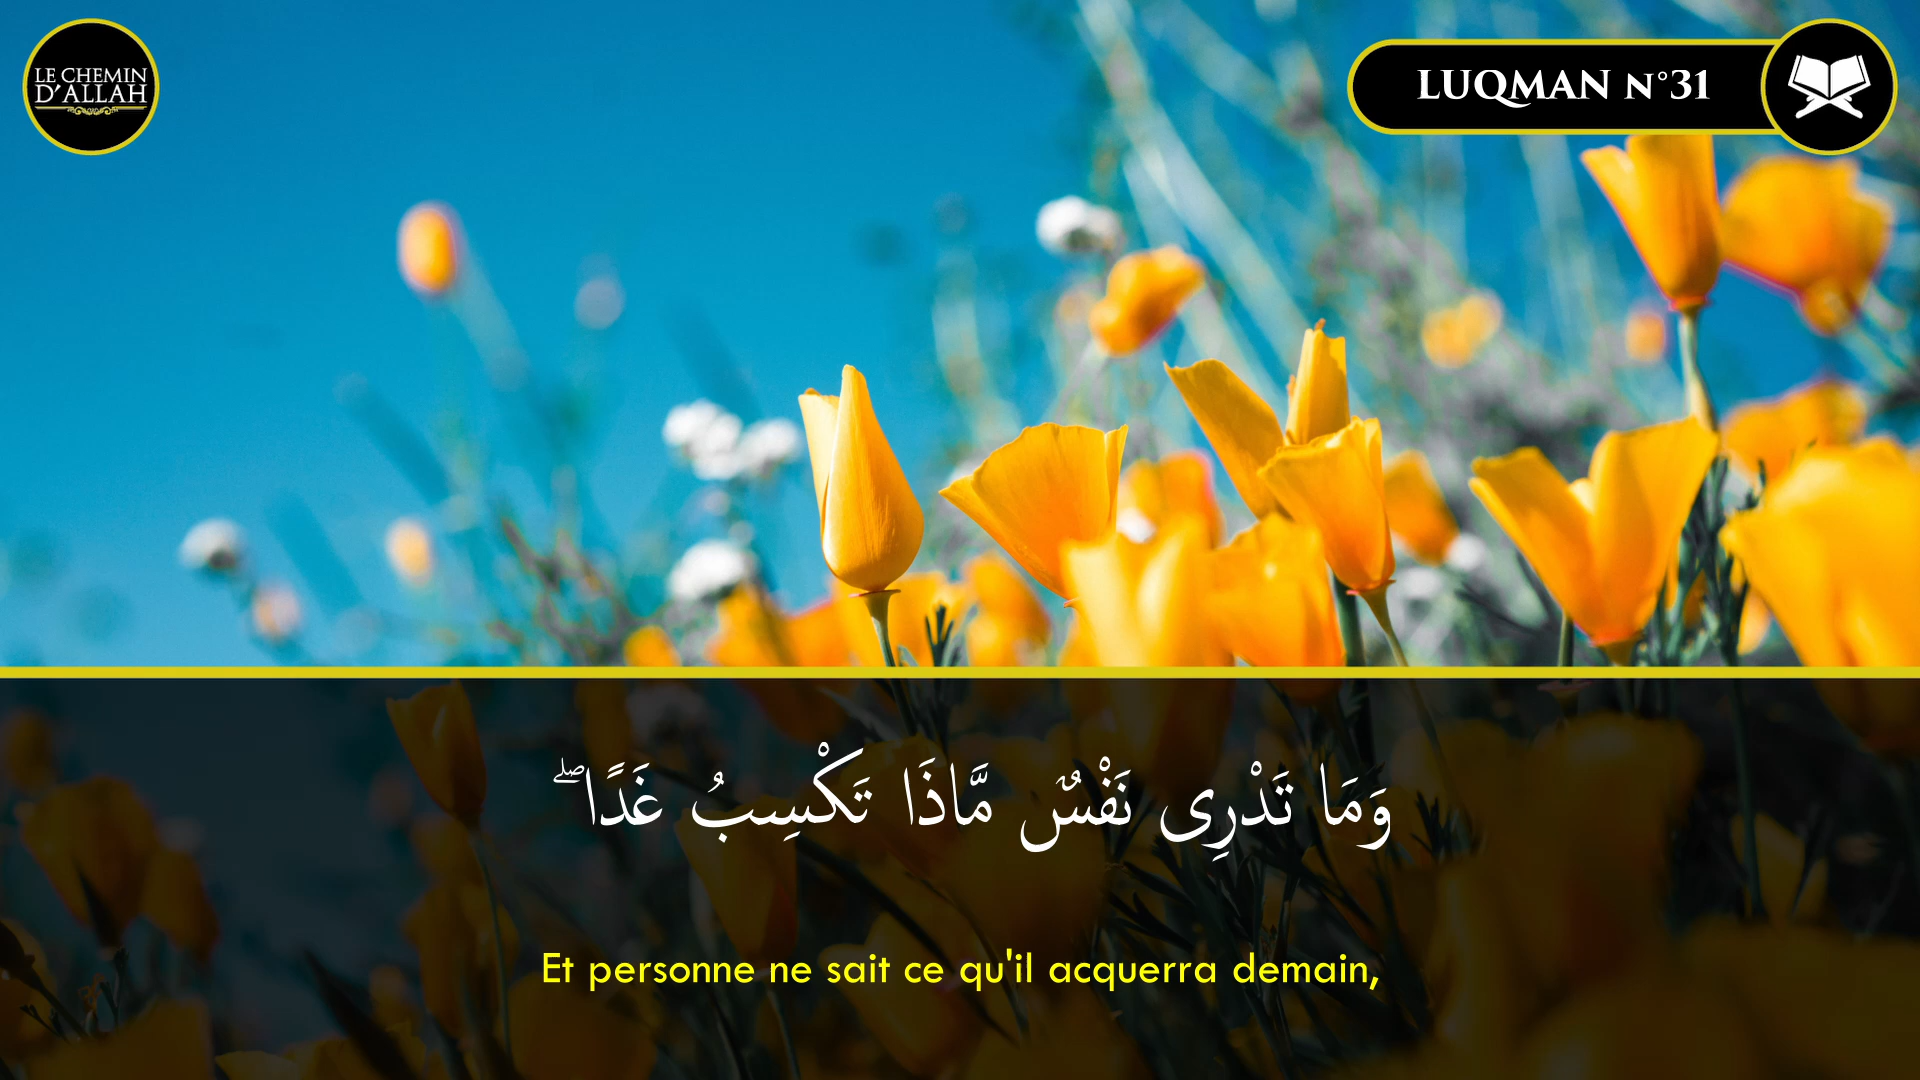 LE CHEMIN
D'ALLAH
LUQMAN N°31
وَمَا تَدْرِى نَفْسٌ مَّاذَا تَكْسِبُ غَدًا ۖ
Et personne ne sait ce qu'il acquerra demain,